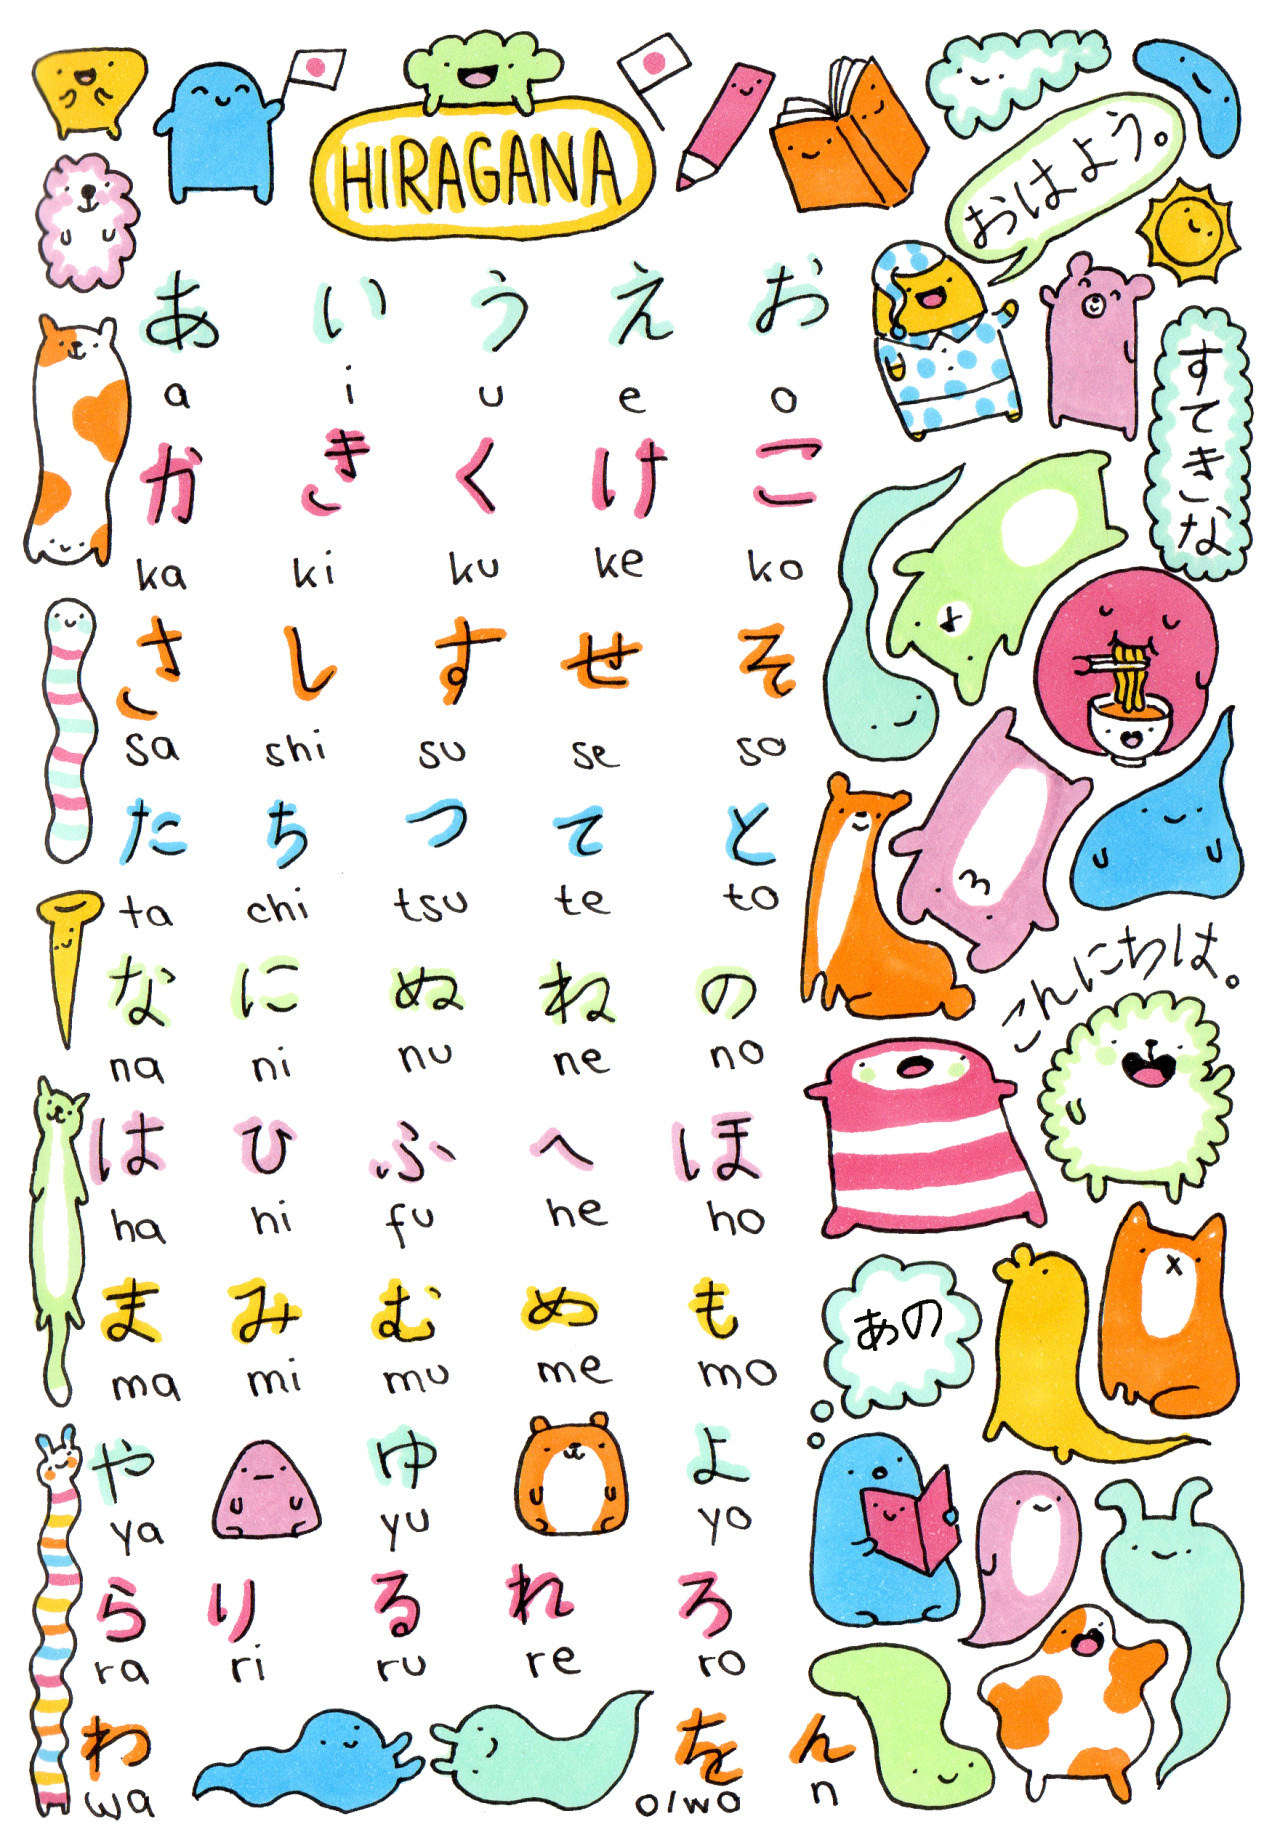 HIRAGANA
おはよう。
あ い う え お
a i u e o
すてきな
か き く け こ
ka ki ku ke ko
さ し す せ そ
sa shi su se so
た ち つ て と
ta chi tsu te to
な に ぬ ね の
na ni nu ne no
こんにちは。
は ひ ふ へ ほ
ha hi fu he ho
ま み む め も
ma mi mu me mo
あの
や ゆ よ
ya yu yo
ら り る れ ろ
ra ri ru re ro
わ を ん
wa o/wo n